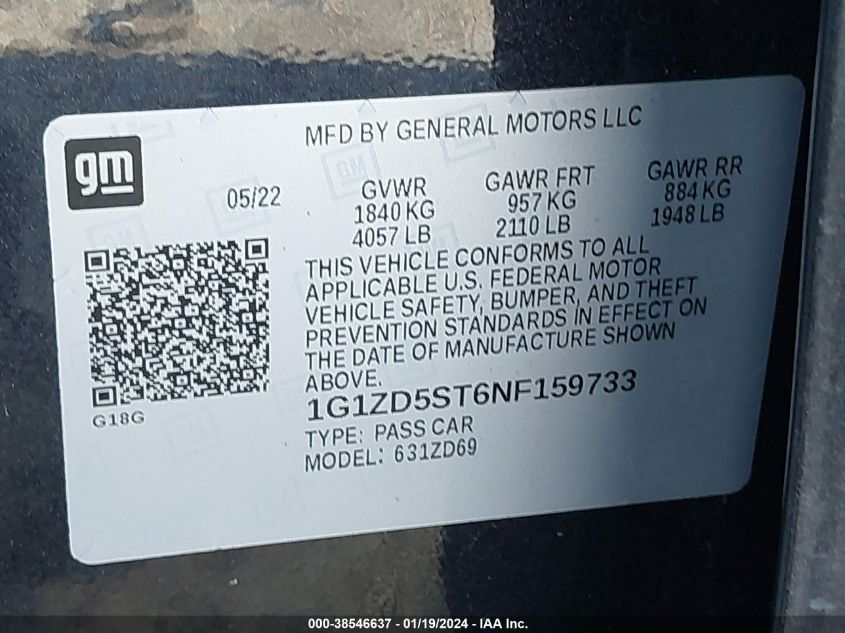 MFD BY GENERAL MOTORS LLC
gm
05/22
GVWR
1840 KG
4057 LB
GAWR FRT
957 KG
2110 LB
GAWR RR
884 KG
1948 LB
THIS VEHICLE CONFORMS TO ALL
APPLICABLE U.S. FEDERAL MOTOR
VEHICLE SAFETY, BUMPER, AND THEFT
PREVENTION STANDARDS IN EFFECT ON
THE DATE OF MANUFACTURE SHOWN
ABOVE.
1G1ZD5ST6NF159733
TYPE: PASS CAR
MODEL: 631ZD69
G18G
000-38546637 - 01/19/2024 - IAA Inc.